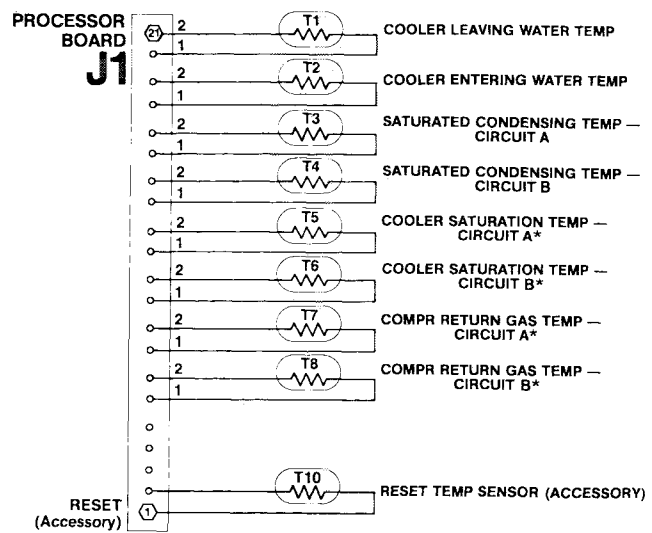 PROCESSOR
BOARD
J1
21
2
T1
COOLER LEAVING WATER TEMP
1
2
T2
COOLER ENTERING WATER TEMP
1
2
T3
SATURATED CONDENSING TEMP —
CIRCUIT A
1
2
T4
SATURATED CONDENSING TEMP —
CIRCUIT B
1
2
T5
COOLER SATURATION TEMP —
CIRCUIT A*
1
2
T6
COOLER SATURATION TEMP —
CIRCUIT B*
1
2
T7
COMPR RETURN GAS TEMP —
CIRCUIT A*
1
2
T8
COMPR RETURN GAS TEMP —
CIRCUIT B*
1
T10
RESET TEMP SENSOR (ACCESSORY)
RESET
(Accessory)
1